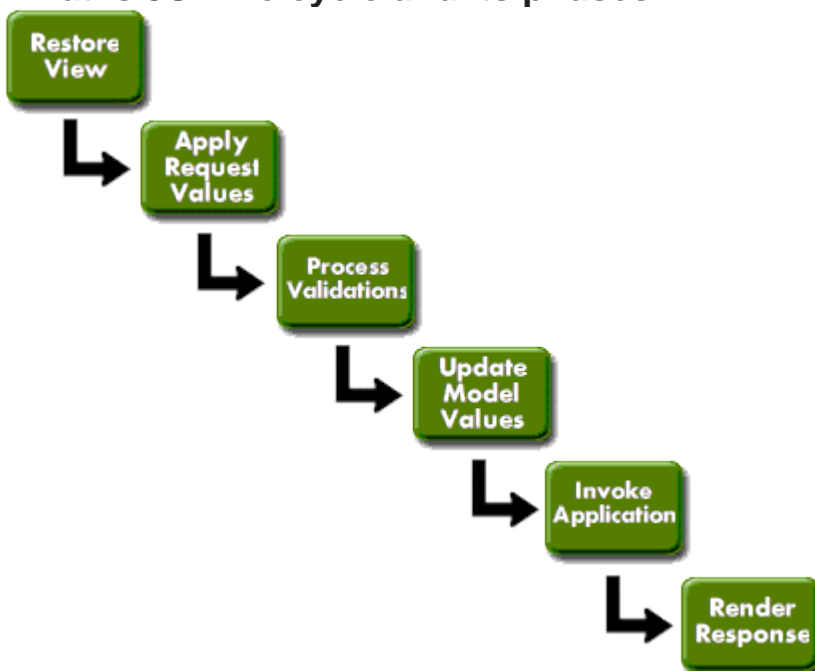 Restore
View
Apply
Request
Values
Process
Validations
Update
Model
Values
Invoke
Application
Render
Response